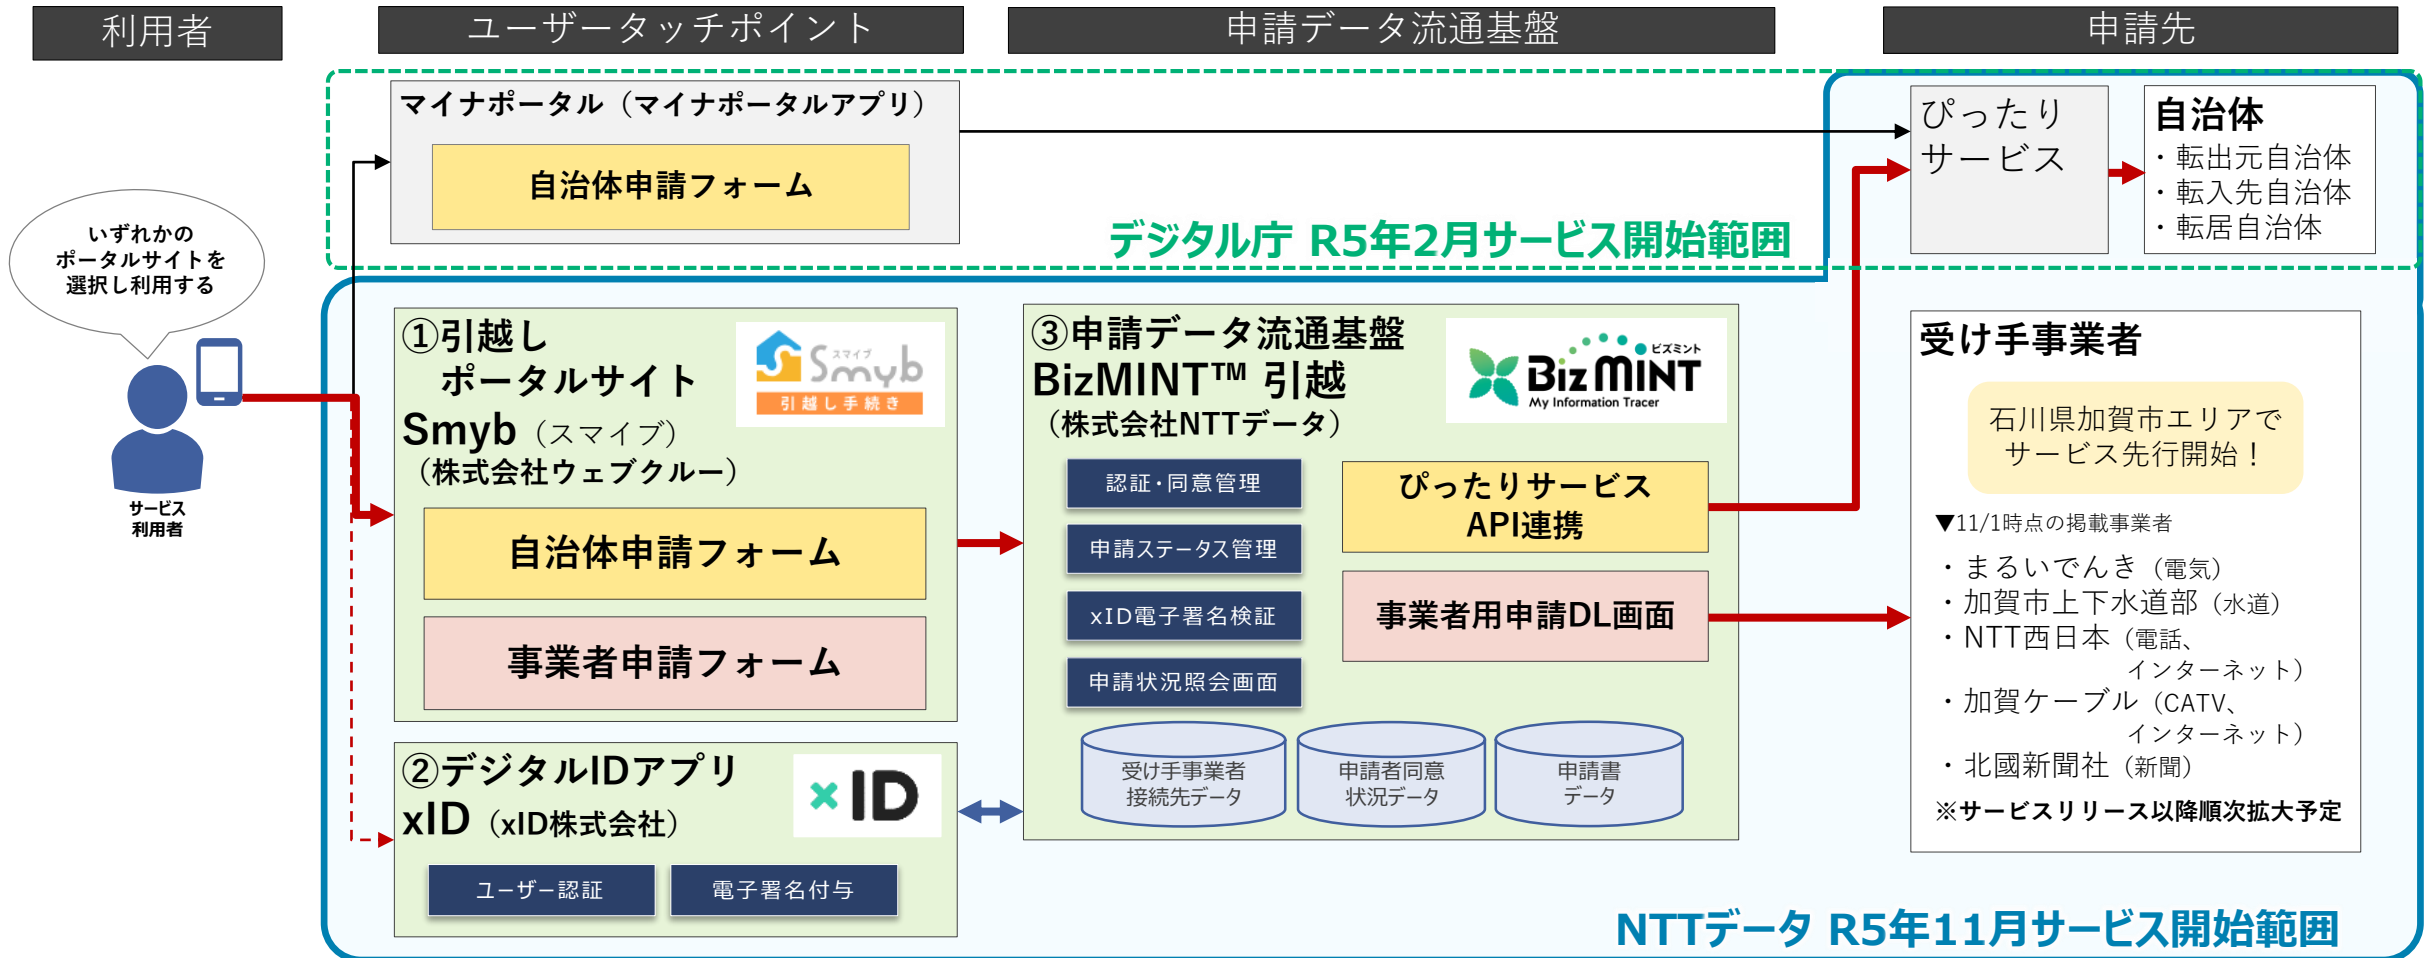 利用者
ユーザータッチポイント
申請データ流通基盤
申請先
マイナポータル（マイナポータルアプリ）
自治体申請フォーム
ぴったり
サービス
自治体
・転出元自治体
・転入先自治体
・転居自治体
デジタル庁 R5年2月サービス開始範囲
いずれかの
ポータルサイトを
選択し利用する
サービス
利用者
①引越し
ポータルサイト
Smyb（スマイブ）
（株式会社ウェブクルー）
スマイブ
Smyb
引越し手続き
自治体申請フォーム
事業者申請フォーム
②デジタルIDアプリ
xID（xID株式会社）
×ID
ユーザー認証
電子署名付与
③申請データ流通基盤
BizMINT™ 引越
（株式会社NTTデータ）
ビズミント
BizMINT
My Information Tracer
認証・同意管理
申請ステータス管理
xID電子署名検証
申請状況照会画面
ぴったりサービス
API連携
事業者用申請DL画面
受け手事業者
接続先データ
申請者同意
状況データ
申請書
データ
受け手事業者
石川県加賀市エリアで
サービス先行開始！
▼11/1時点の掲載事業者
・まるいでんき（電気）
・加賀市上下水道部（水道）
・NTT西日本（電話、
インターネット）
・加賀ケーブル（CATV、
インターネット）
・北國新聞社（新聞）
※サービスリリース以降順次拡大予定
NTTデータ R5年11月サービス開始範囲